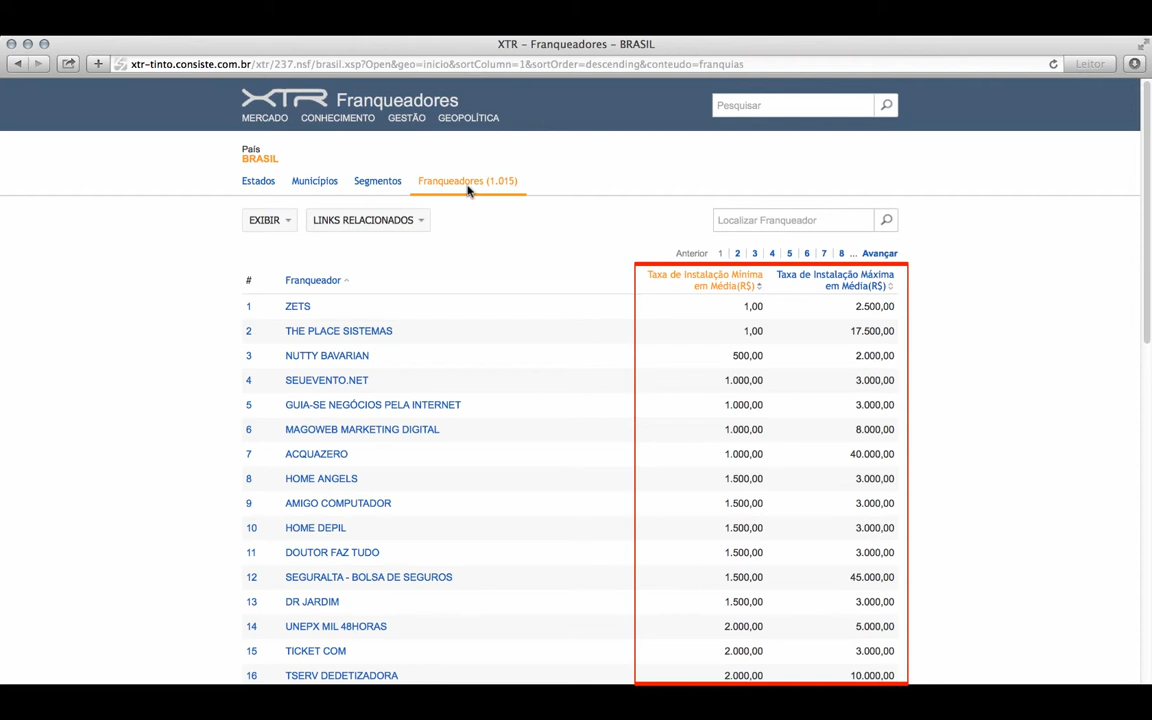 XTR – Franqueadores – BRASIL
xtr-tinto.consiste.com.br/xtr/237.nsf/brasil.xsp?Open&geo=inicio&sortColumn=1&sortOrder=descending&conteudo=franquias
Leitor
XTR Franqueadores
Pesquisar
MERCADO CONHECIMENTO GESTÃO GEOPOLÍTICA
País
BRASIL
Estados Municípios Segmentos Franqueadores (1.015)
EXIBIR LINKS RELACIONADOS Localizar Franqueador
Anterior 1 2 3 4 5 6 7 8 ... Avançar
# Franqueador Taxa de Instalação Mínima em Média(R$) Taxa de Instalação Máxima em Média(R$)
1 ZETS 1,00 2.500,00
2 THE PLACE SISTEMAS 1,00 17.500,00
3 NUTTY BAVARIAN 500,00 2.000,00
4 SEUEVENTO.NET 1.000,00 3.000,00
5 GUIA-SE NEGÓCIOS PELA INTERNET 1.000,00 3.000,00
6 MAGOWEB MARKETING DIGITAL 1.000,00 8.000,00
7 ACQUAZERO 1.000,00 40.000,00
8 HOME ANGELS 1.500,00 3.000,00
9 AMIGO COMPUTADOR 1.500,00 3.000,00
10 HOME DEPIL 1.500,00 3.000,00
11 DOUTOR FAZ TUDO 1.500,00 3.000,00
12 SEGURALTA - BOLSA DE SEGUROS 1.500,00 45.000,00
13 DR JARDIM 1.500,00 3.000,00
14 UNEPX MIL 48HORAS 2.000,00 5.000,00
15 TICKET COM 2.000,00 3.000,00
16 TSERV DEDETIZADORA 2.000,00 10.000,00